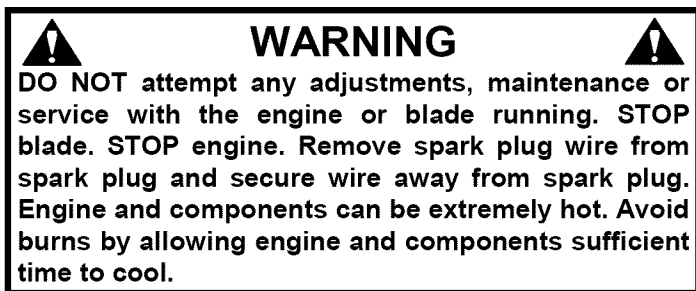 WARNING
DO NOT attempt any adjustments, maintenance or
service with the engine or blade running. STOP
blade. STOP engine. Remove spark plug wire from
spark plug and secure wire away from spark plug.
Engine and components can be extremely hot. Avoid
burns by allowing engine and components sufficient
time to cool.